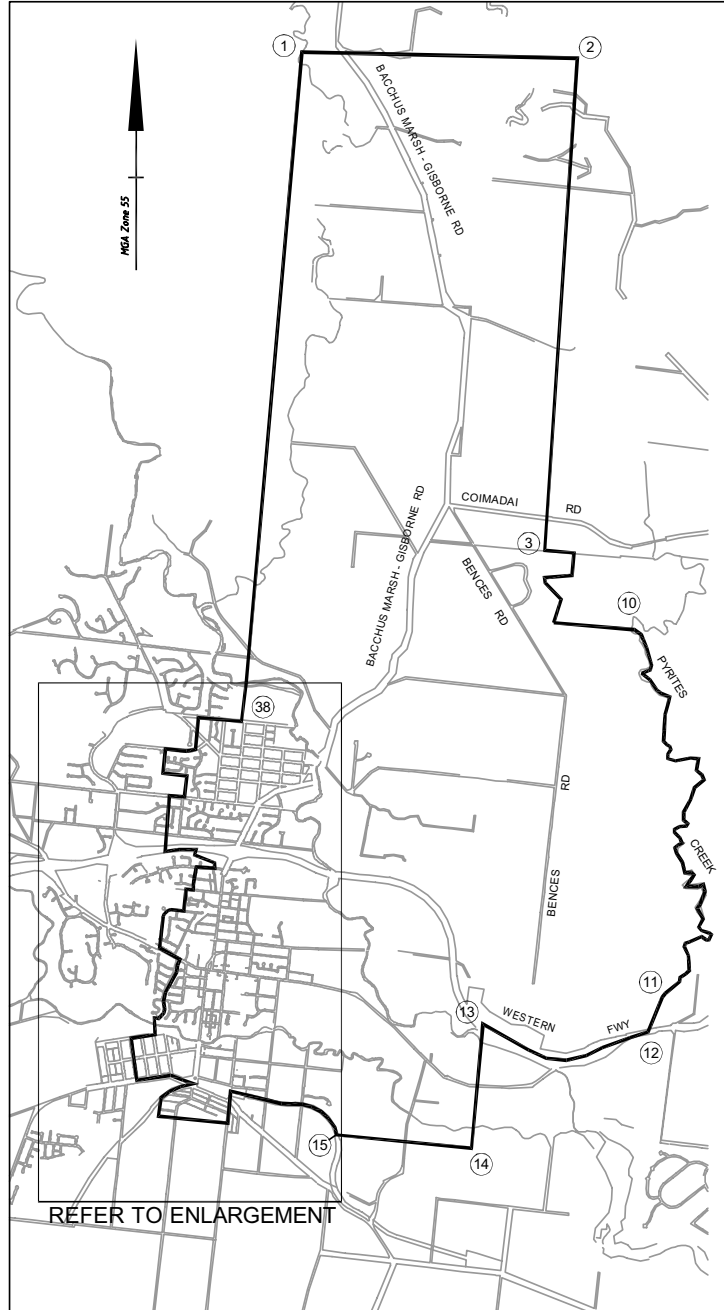 1
2
MGA Zone 55
BACCHUS MARSH - GISBORNE RD
COIMADAI RD
3
BACCHUS MARSH - GISBORNE RD
BENCES RD
10
PYRITES
38
RD
CREEK
BENCES
11
13
WESTERN FWY
12
15
14
REFER TO ENLARGEMENT